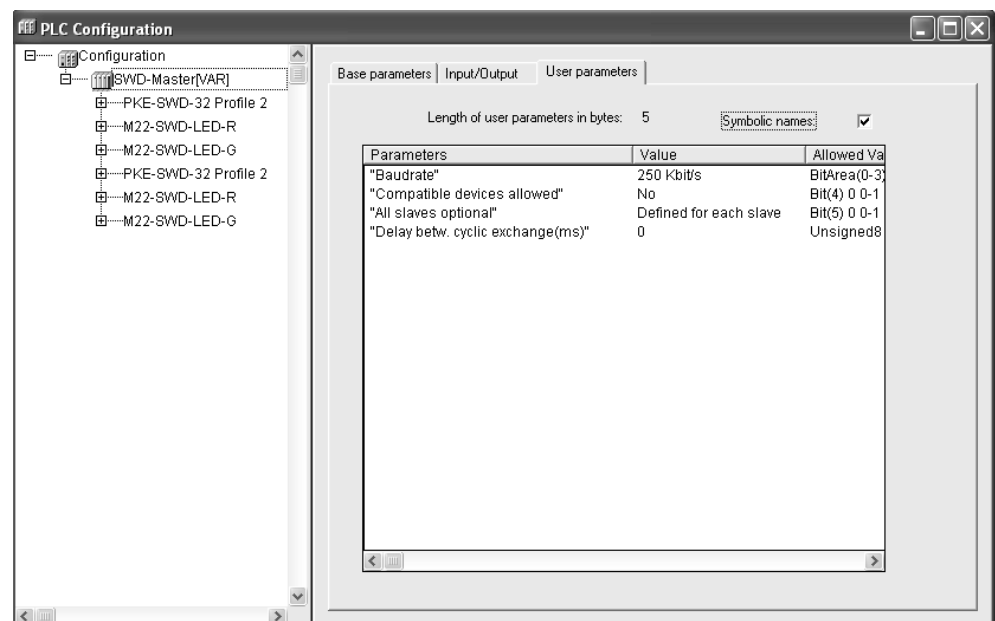 PLC Configuration
Configuration
SWD-Master[VAR]
PKE-SWD-32 Profile 2
M22-SWD-LED-R
M22-SWD-LED-G
PKE-SWD-32 Profile 2
M22-SWD-LED-R
M22-SWD-LED-G
Base parameters Input/Output User parameters
Length of user parameters in bytes: 5 Symbolic names:
Parameters Value Allowed Va
"Baudrate" 250 Kbit/s BitArea(0-3)
"Compatible devices allowed" No Bit(4) 0 0-1
"All slaves optional" Defined for each slave Bit(5) 0 0-1
"Delay betw. cyclic exchange(ms)" 0 Unsigned8